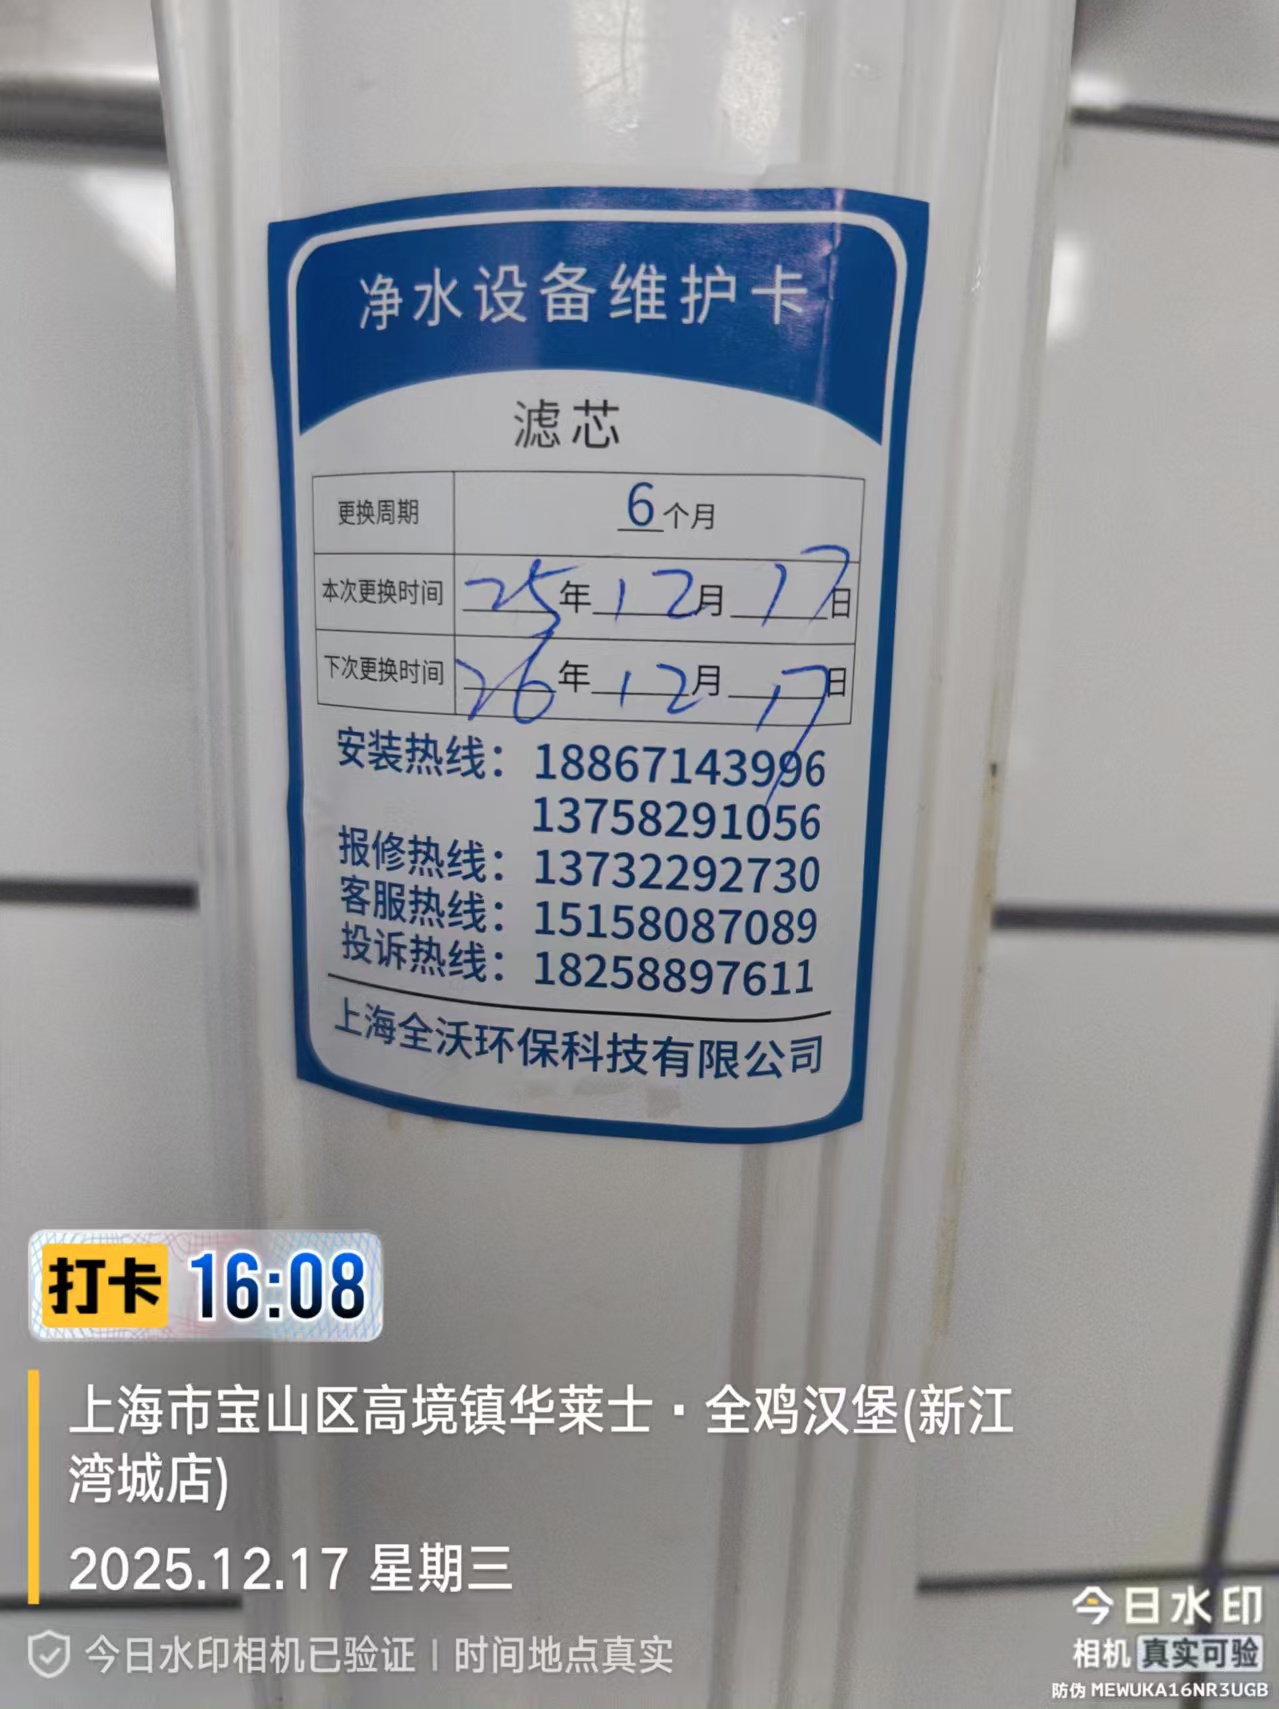 净水设备维护卡
滤芯
更换周期 6个月
本次更换时间 25年12月17日
下次更换时间 26年12月17日
安装热线：18867143996
13758291056
报修热线：13732292730
客服热线：15158087089
投诉热线：18258897611
上海全沃环保科技有限公司
打卡 16:08
上海市宝山区高境镇华莱士·全鸡汉堡(新江
湾城店)
2025.12.17 星期三
今日水印相机已验证 | 时间地点真实
今日水印
相机 真实可验
防伪 MEWUKA16NR3UGB